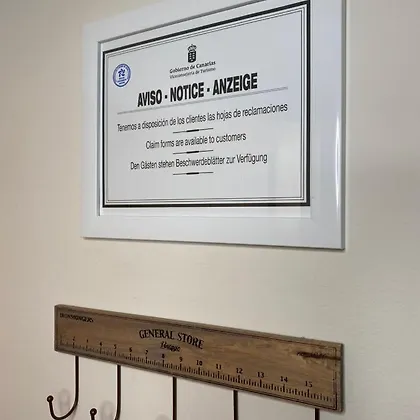 Gobierno de Canarias
Viceconsejería de Turismo
AVISO - NOTICE - ANZEIGE
Tenemos a disposición de los clientes las hojas de reclamaciones
Claim forms are available to customers
Den Gästen stehen Beschwerdeblätter zur Verfügung
IRONMONGERS
GENERAL STORE
2 3 4 5 6 7 8 9 10 11 12 13 14 15